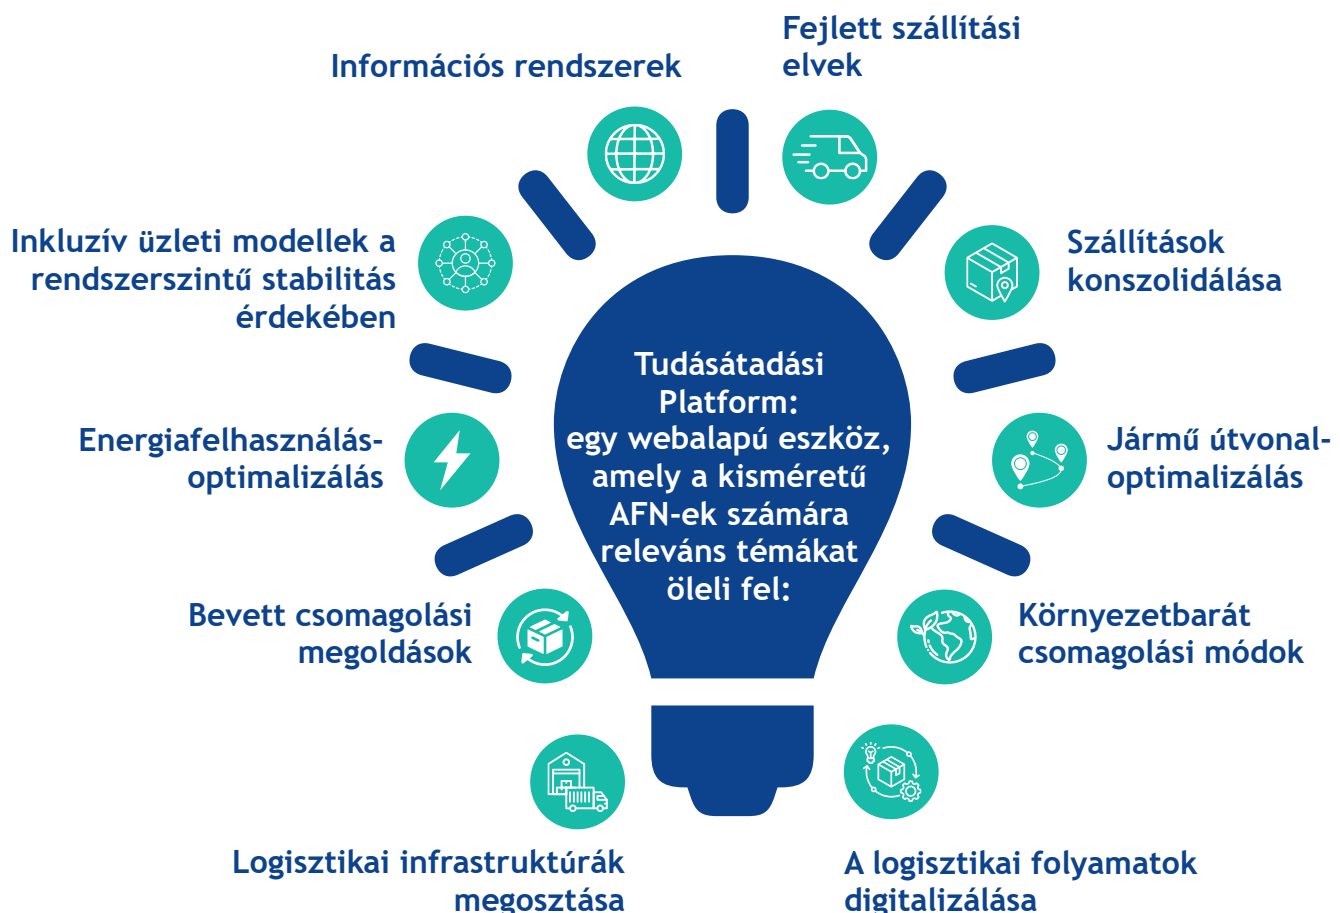 Fejlett szállítási
elvek
Információs rendszerek
Inkluzív üzleti modellek a
rendszerszintű stabilitás
érdekében
Szállítások
konszolidálása
Tudásátadási
Platform:
egy webalapú eszköz,
amely a kisméretű
AFN-ek számára
releváns témákat
öleli fel:
Energiafelhasználás-
optimalizálás
Jármű útvonal-
optimalizálás
Bevett csomagolási
megoldások
Környezetbarát
csomagolási módok
Logisztikai infrastruktúrák
megosztása
A logisztikai folyamatok
digitalizálása